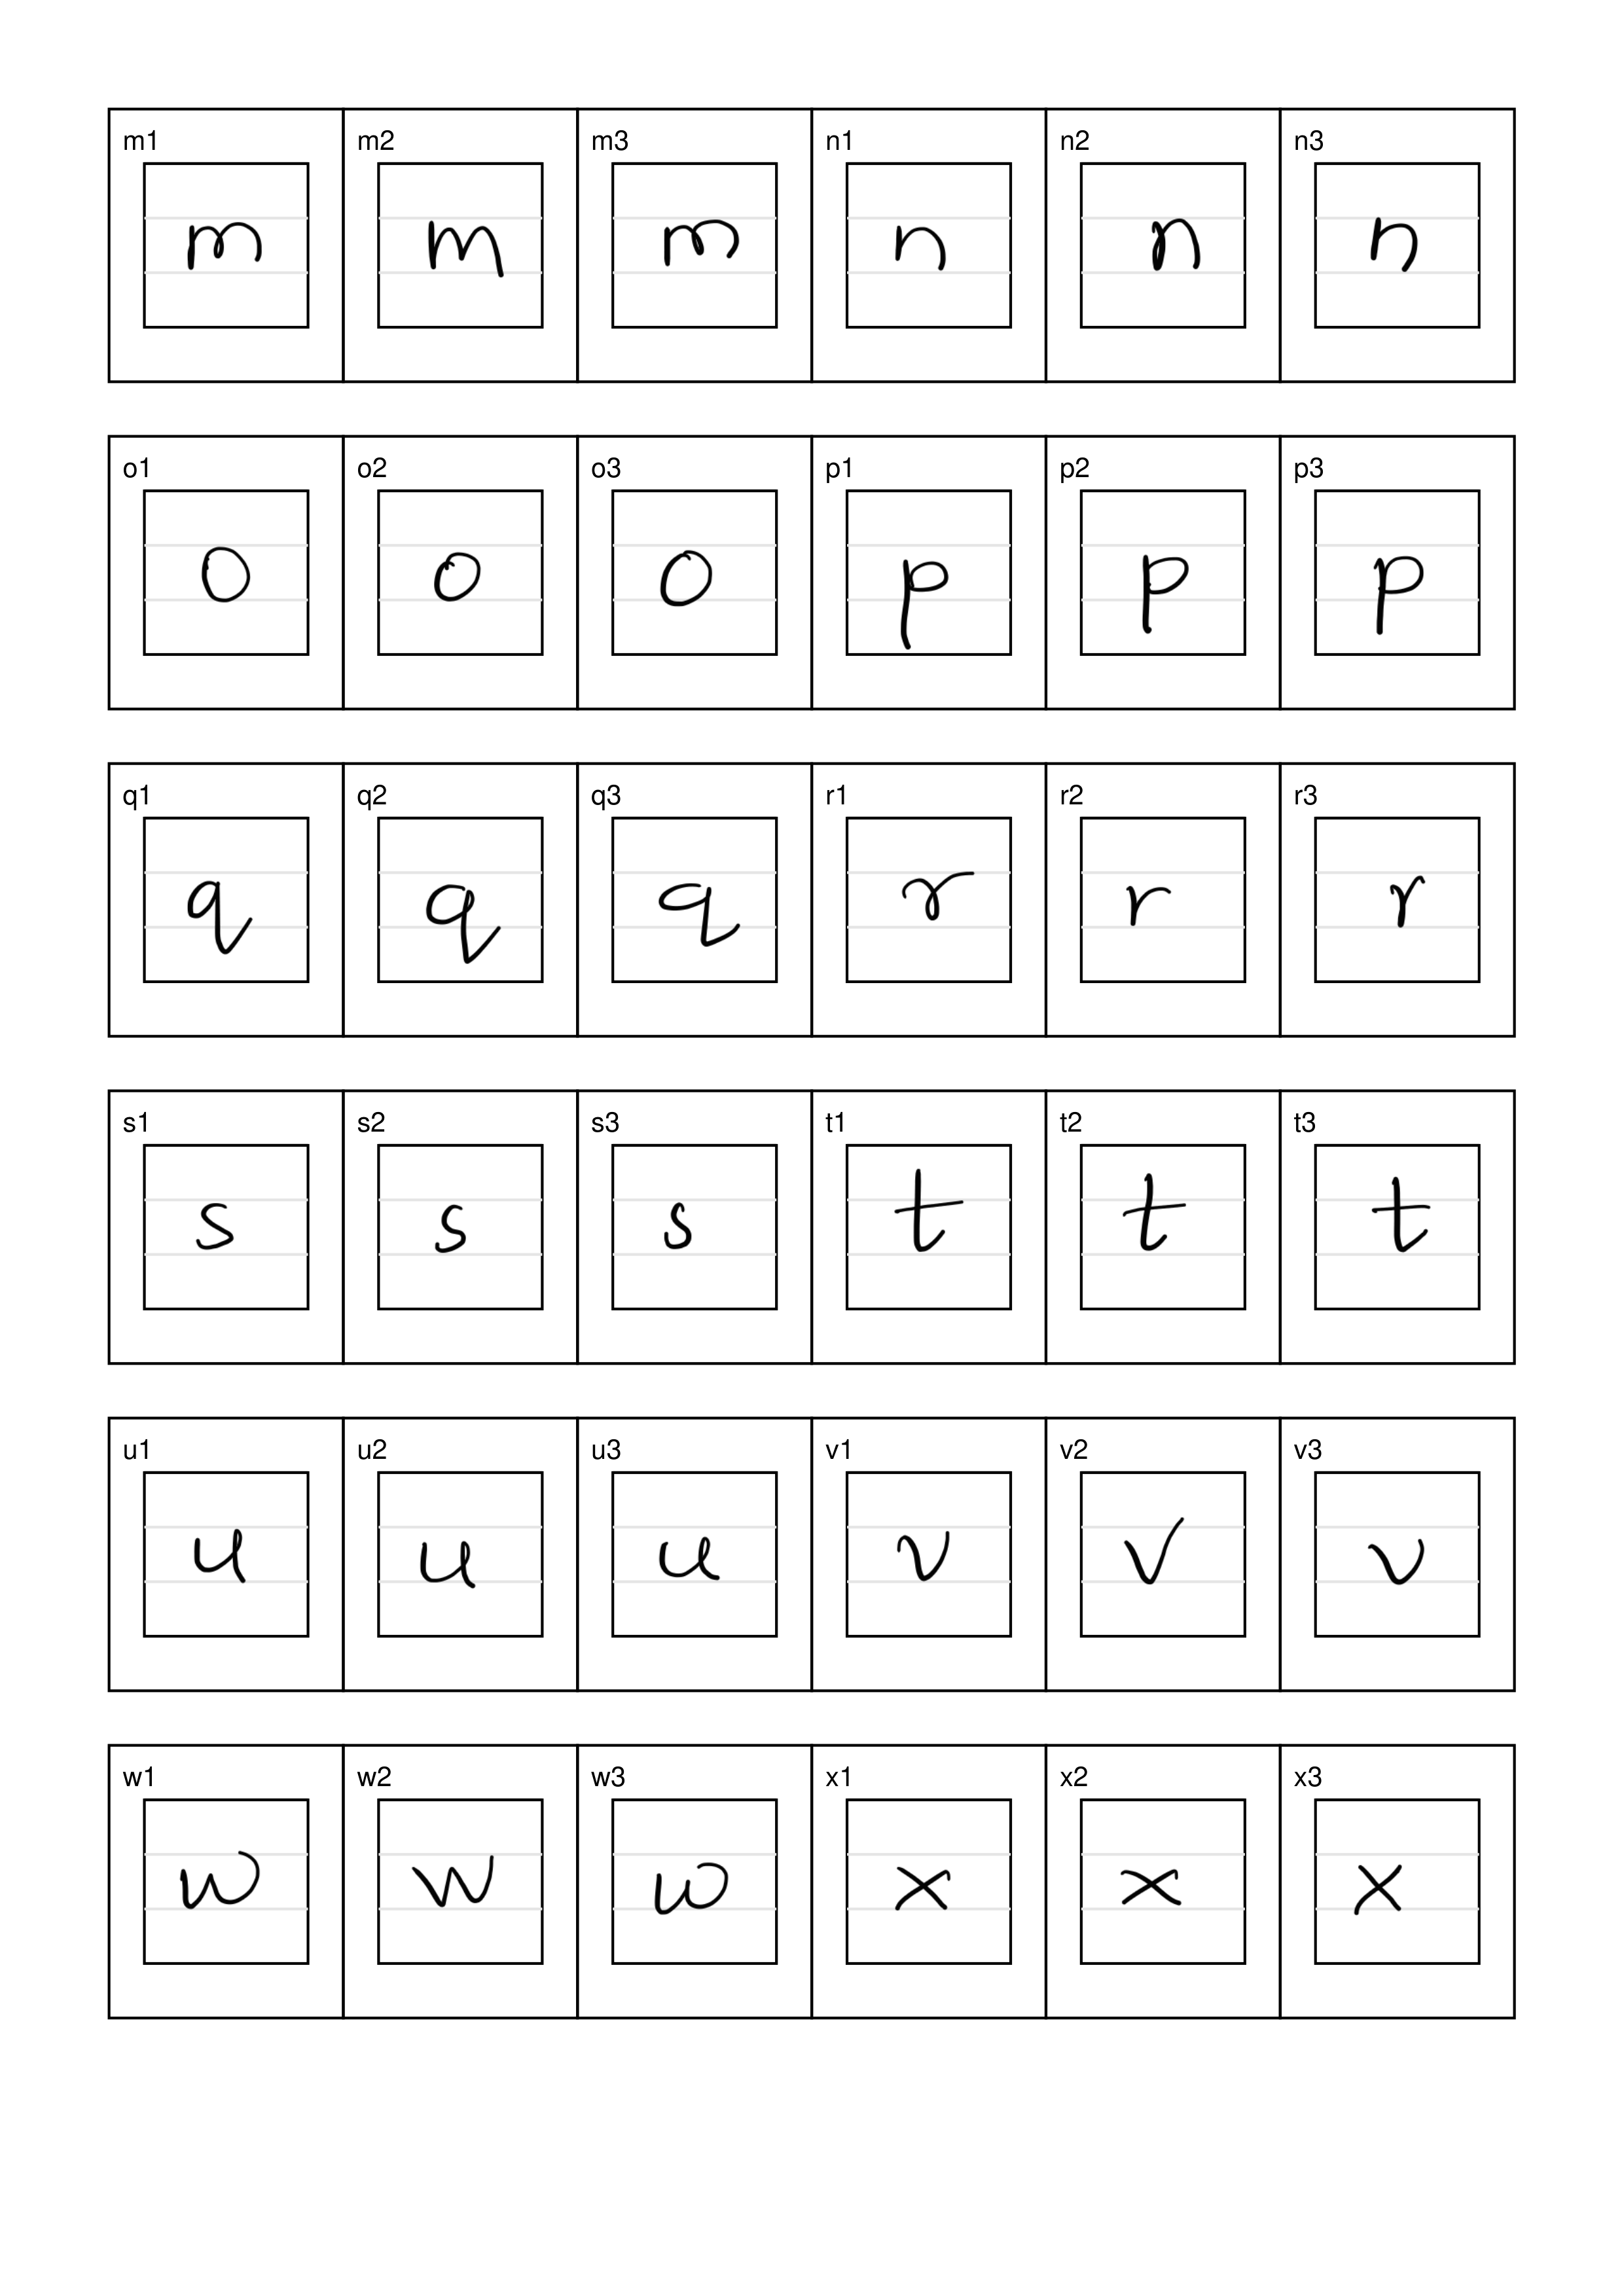 m1 m2 m3 n1 n2 n3
m m m n n n
o1 o2 o3 p1 p2 p3
o o o p p p
q1 q2 q3 r1 r2 r3
q q q r r r
s1 s2 s3 t1 t2 t3
s s s t t t
u1 u2 u3 v1 v2 v3
u u u v v v
w1 w2 w3 x1 x2 x3
w w w x x x